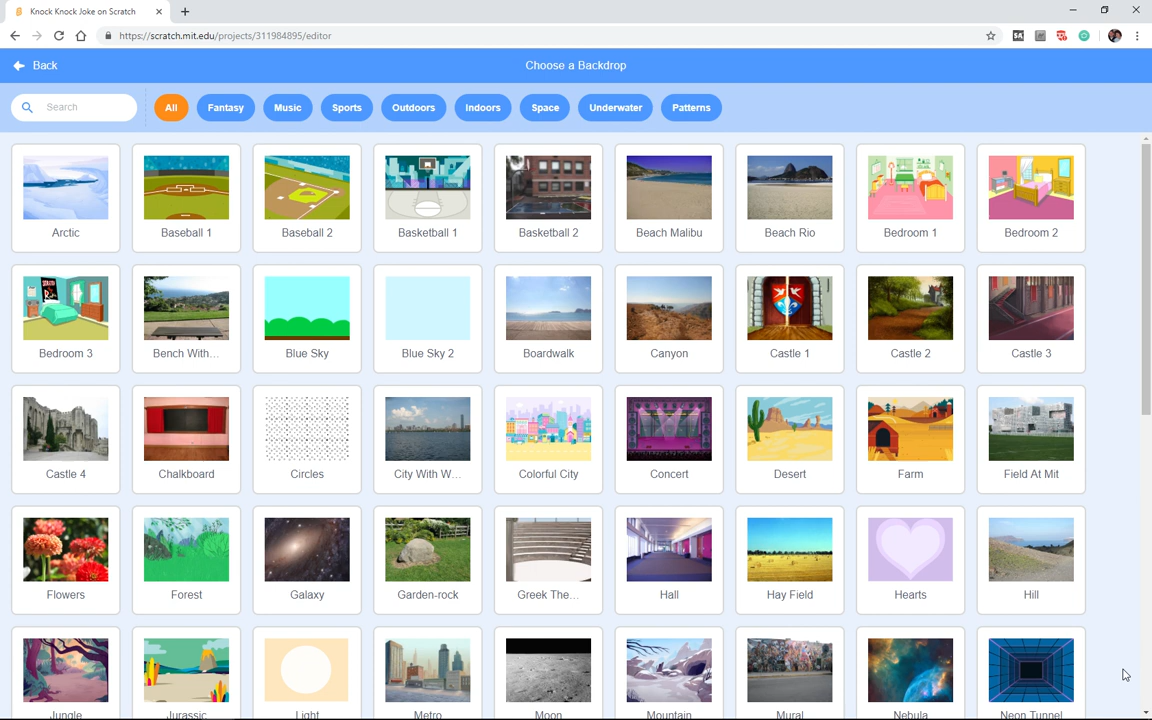 Knock Knock Joke on Scratch
https://scratch.mit.edu/projects/311984895/editor
Back
Choose a Backdrop
Search
All
Fantasy
Music
Sports
Outdoors
Indoors
Space
Underwater
Patterns
Arctic
Baseball 1
Baseball 2
Basketball 1
Basketball 2
Beach Malibu
Beach Rio
Bedroom 1
Bedroom 2
Bedroom 3
Bench With...
Blue Sky
Blue Sky 2
Boardwalk
Canyon
Castle 1
Castle 2
Castle 3
Castle 4
Chalkboard
Circles
City With W...
Colorful City
Concert
Desert
Farm
Field At Mit
Flowers
Forest
Galaxy
Garden-rock
Greek The...
Hall
Hay Field
Hearts
Hill
Jungle
Jurassic
Light
Metro
Moon
Mountain
Mural
Nebula
Neon Tunnel